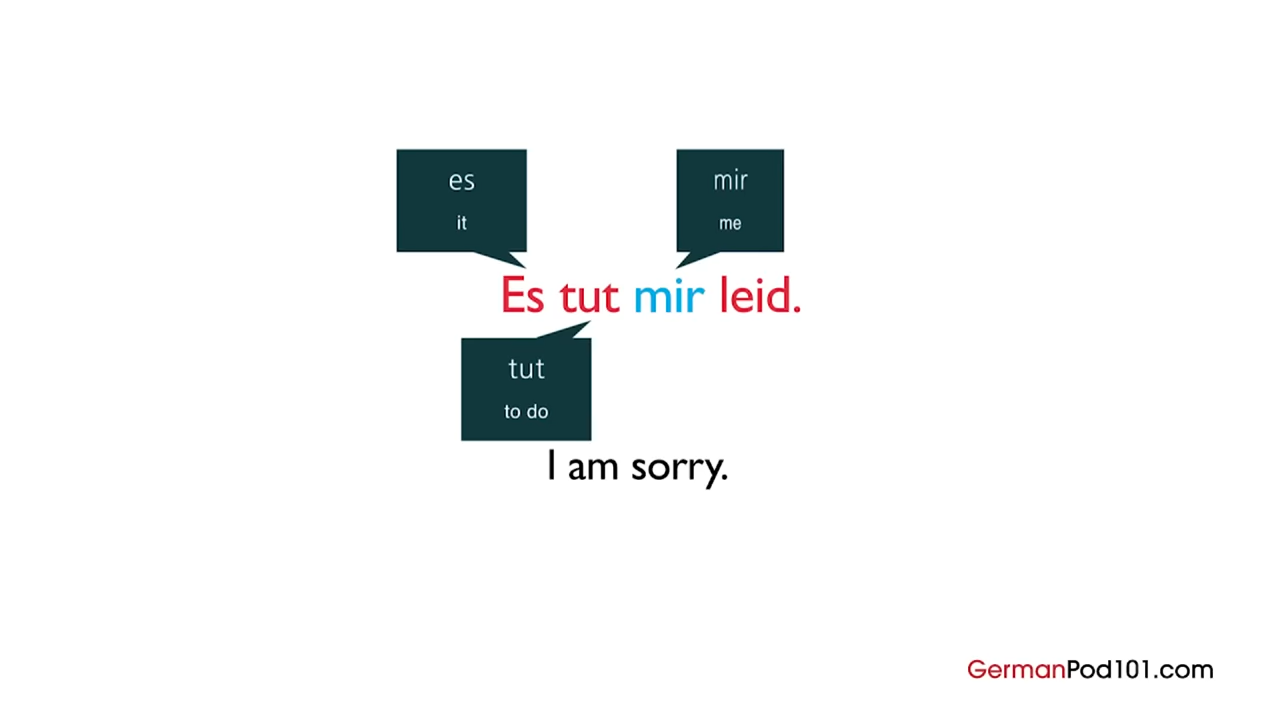 es
it
mir
me
Es tut mir leid.
tut
to do
I am sorry.
GermanPod101.com